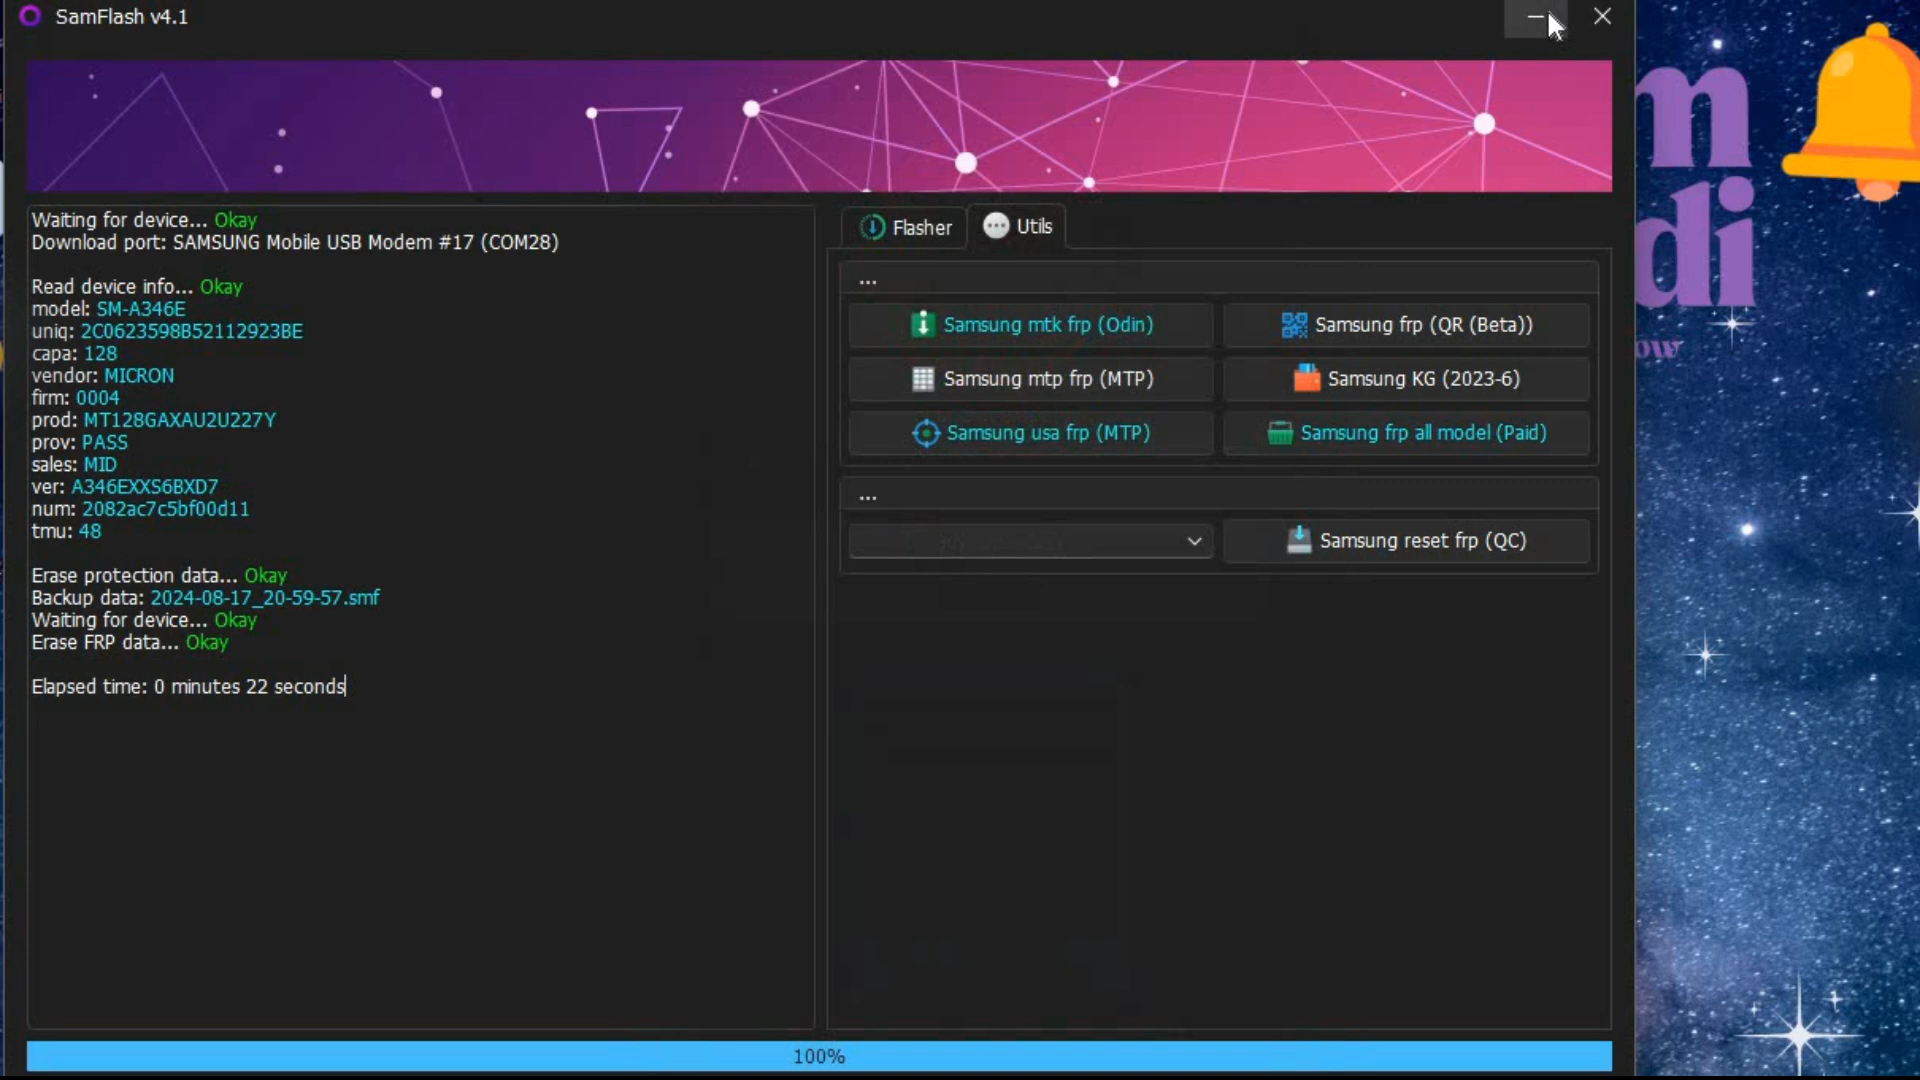 SamFlash v4.1
m
di
ow
Waiting for device... Okay
Download port: SAMSUNG Mobile USB Modem #17 (COM28)
Read device info... Okay
model: SM-A346E
uniq: 2C0623598B52112923BE
capa: 128
vendor: MICRON
firm: 0004
prod: MT128GAXAU2U227Y
prov: PASS
sales: MID
ver: A346EXXS6BXD7
num: 2082ac7c5bf00d11
tmu: 48
Erase protection data... Okay
Backup data: 2024-08-17_20-59-57.smf
Waiting for device... Okay
Erase FRP data... Okay
Elapsed time: 0 minutes 22 seconds
Flasher
Utils
...
Samsung mtk frp (Odin)
Samsung frp (QR (Beta))
Samsung mtp frp (MTP)
Samsung KG (2023-6)
Samsung usa frp (MTP)
Samsung frp all model (Paid)
...
Samsung reset frp (QC)
100%